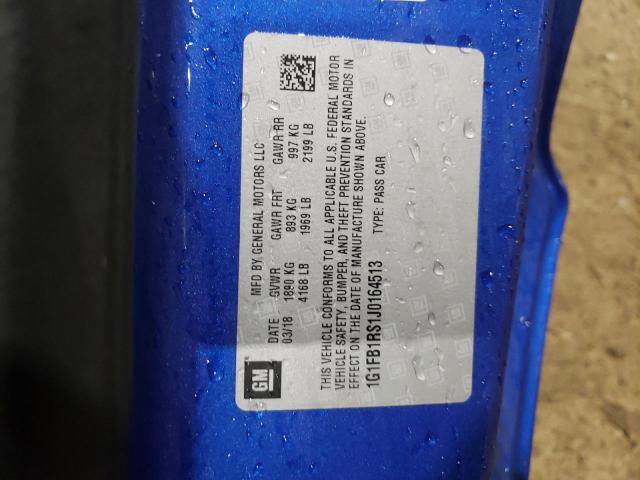 GM
MFD BY GENERAL MOTORS LLC
DATE GVWR GAWR FRT GAWR RR
03/18 1890 KG 893 KG 997 KG
4168 LB 1969 LB 2199 LB
THIS VEHICLE CONFORMS TO ALL APPLICABLE U.S. FEDERAL MOTOR
VEHICLE SAFETY, BUMPER, AND THEFT PREVENTION STANDARDS IN
EFFECT ON THE DATE OF MANUFACTURE SHOWN ABOVE.
1G1FB1RS1J0164513 TYPE: PASS CAR